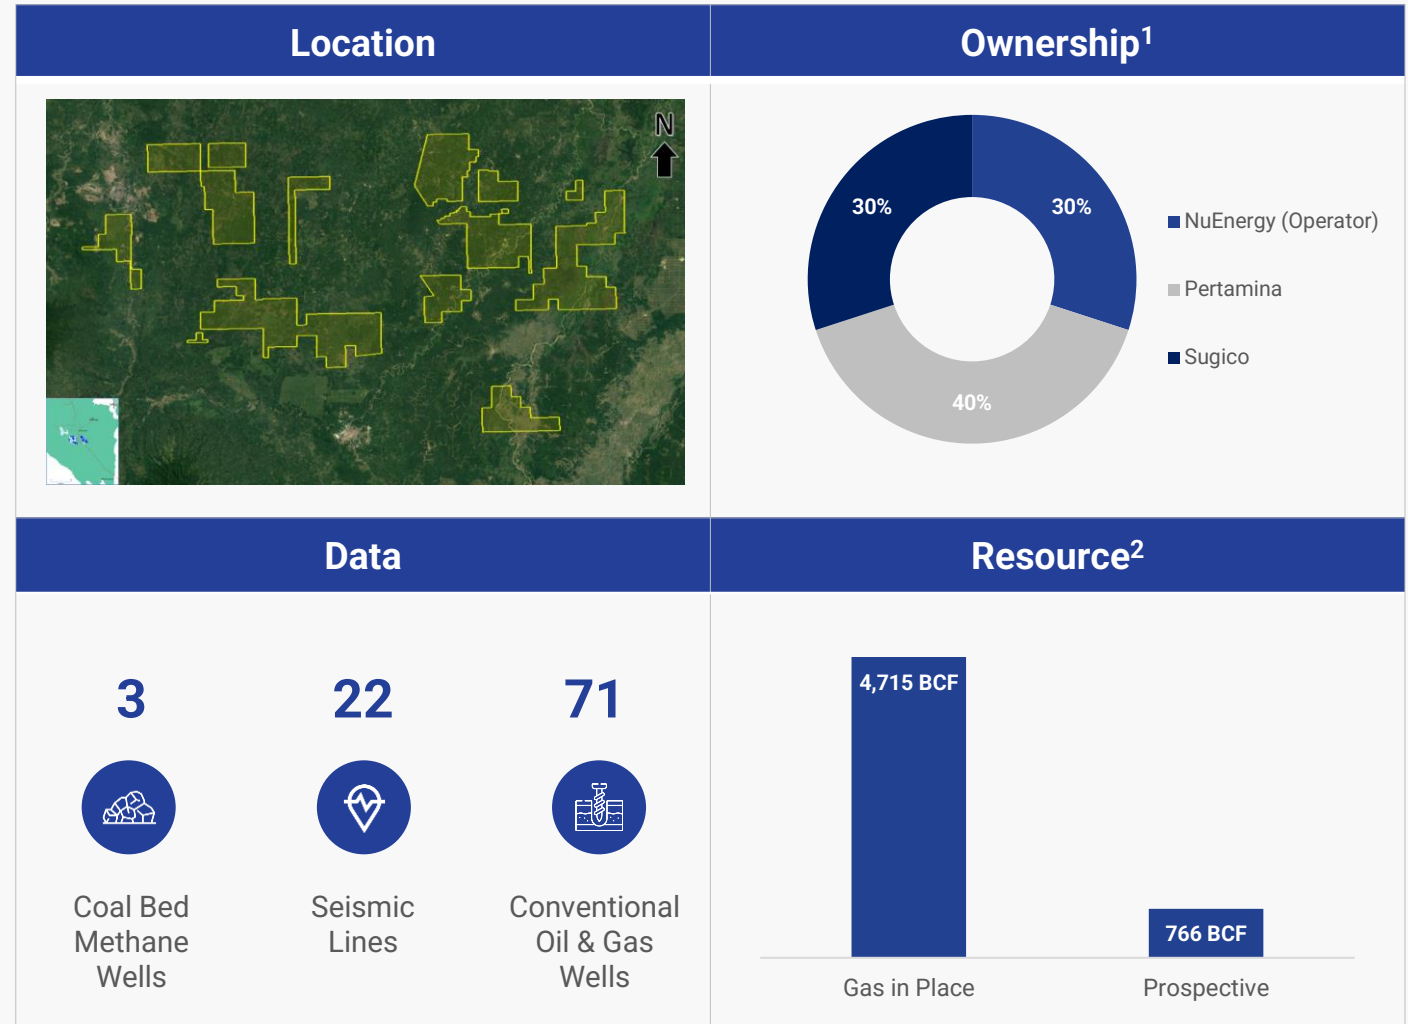 Location
Ownership¹
N
30%
30%
40%
NuEnergy (Operator)
Pertamina
Sugico
Data
Resource²
3
22
71
Coal Bed
Methane
Wells
Seismic
Lines
Conventional
Oil & Gas
Wells
4,715 BCF
766 BCF
Gas in Place
Prospective